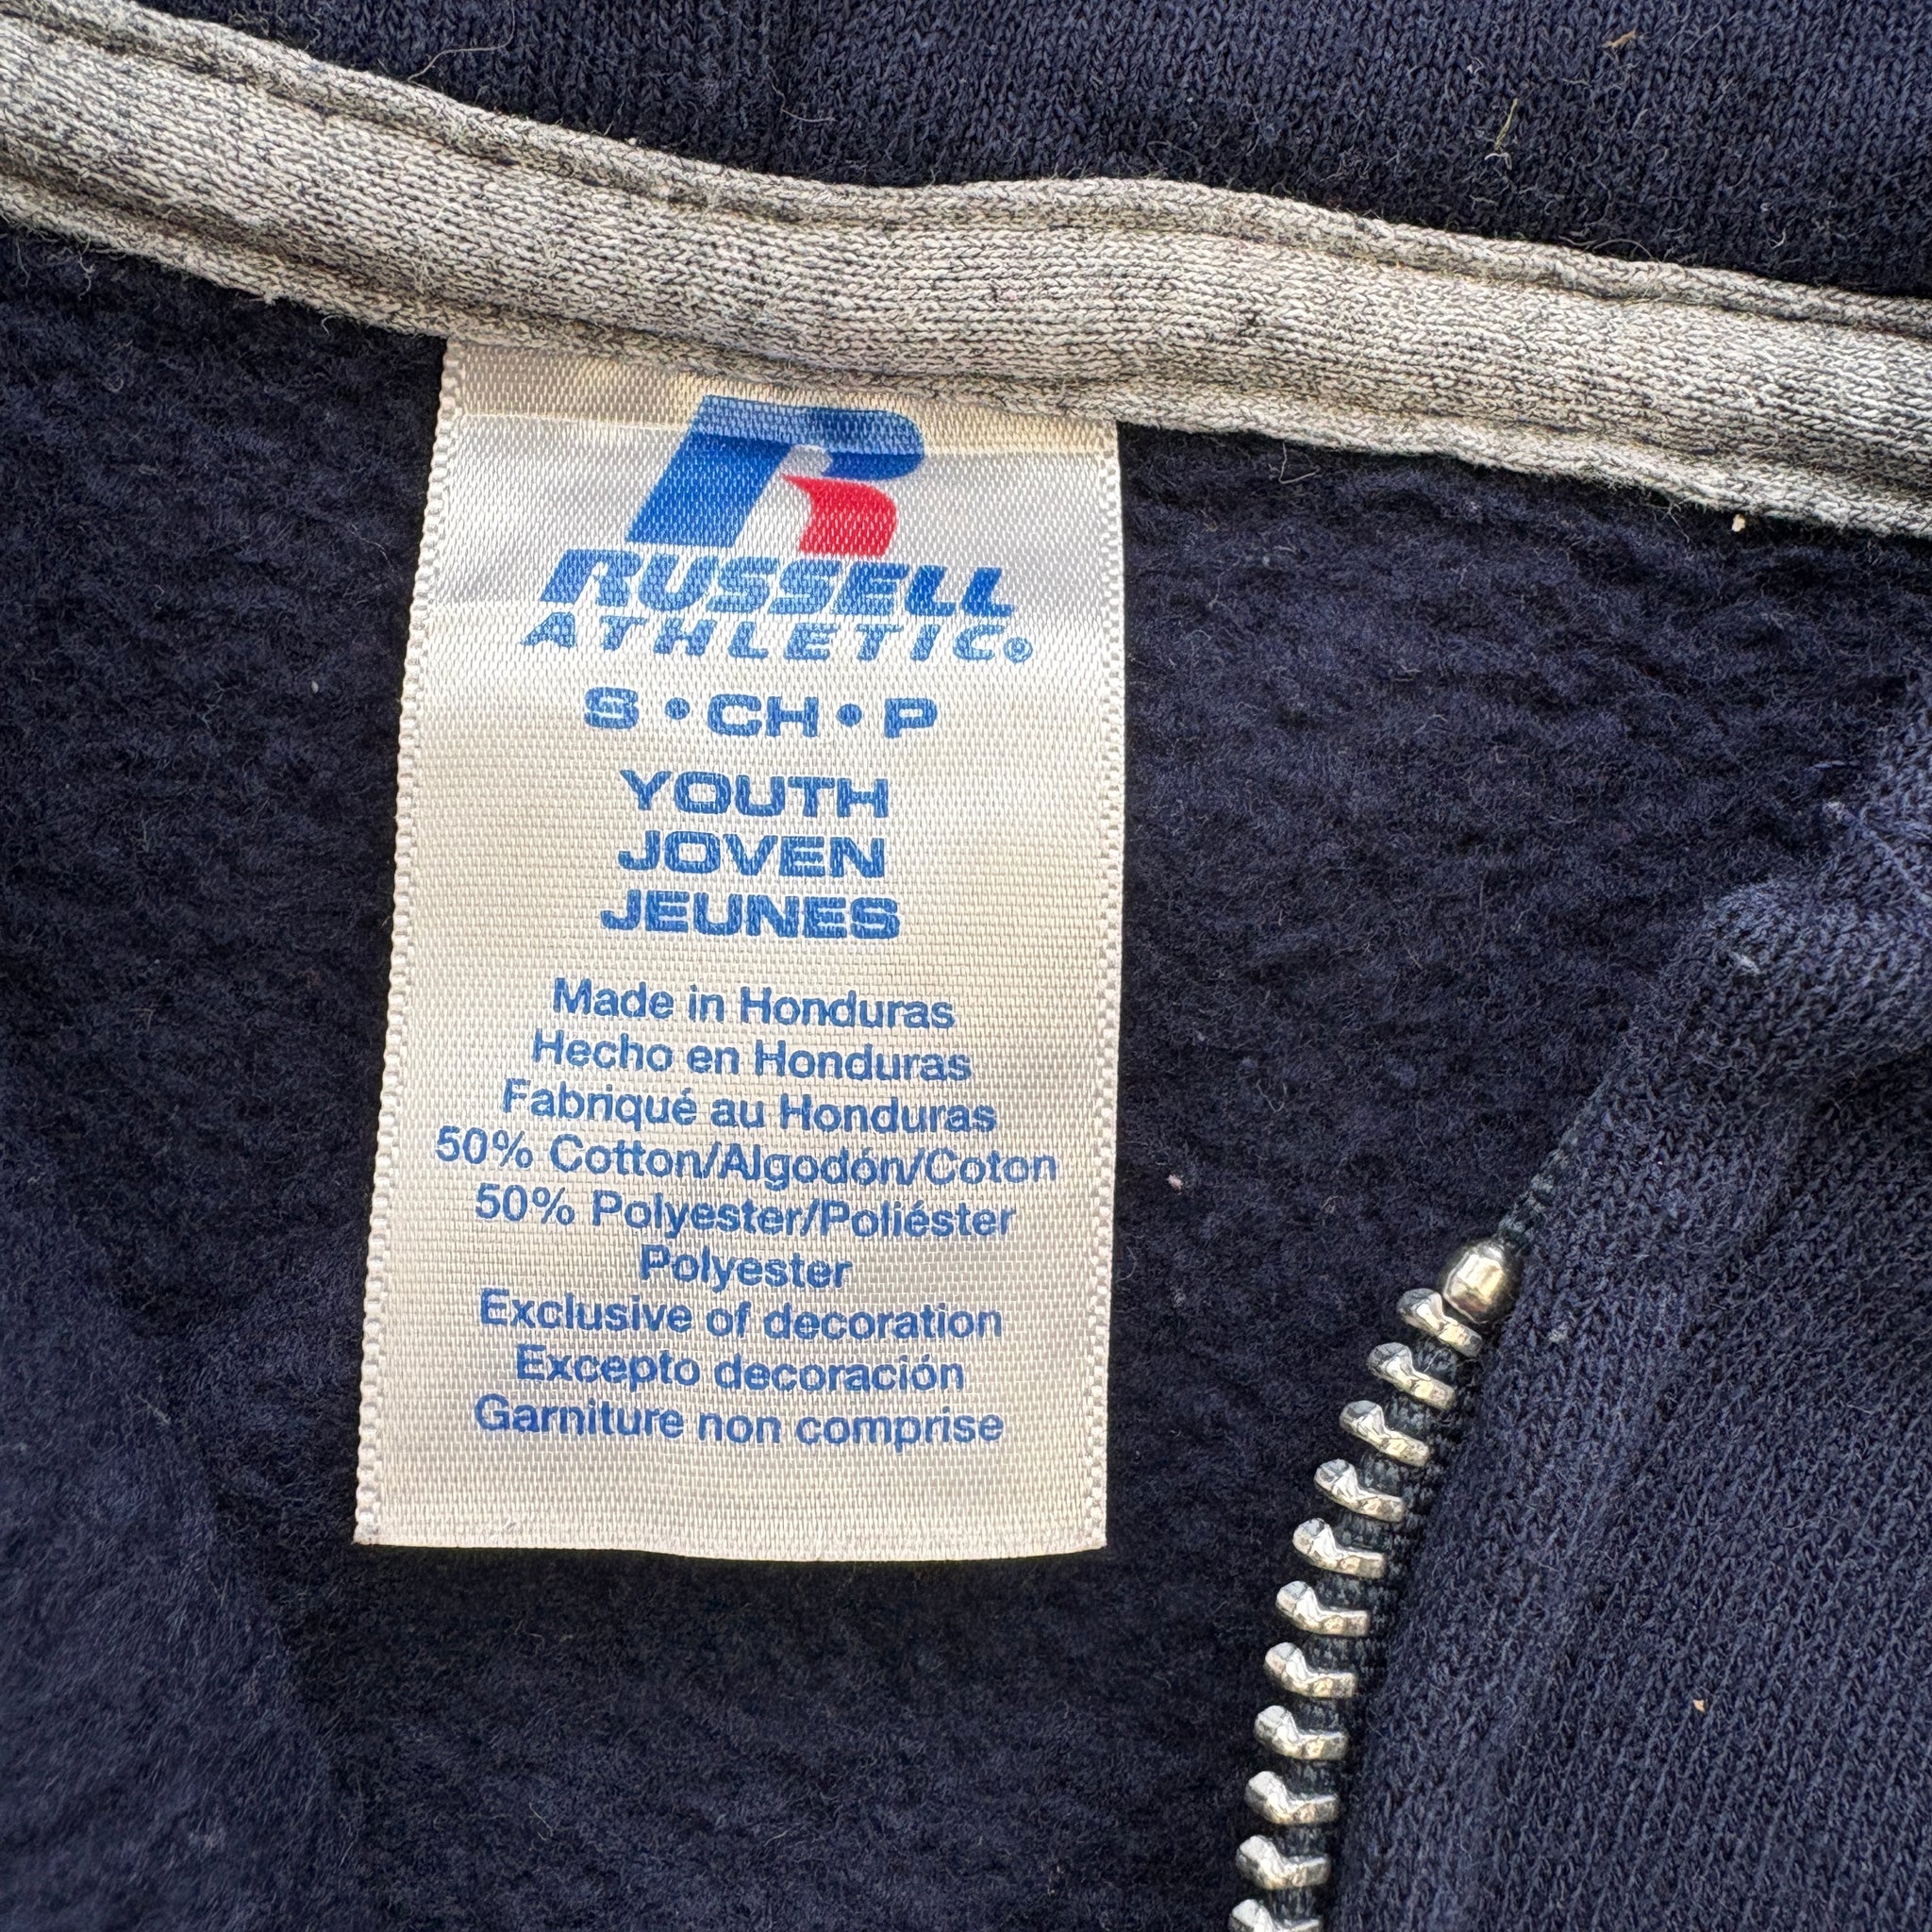 R
RUSSELL
ATHLETIC®
S • CH • P
YOUTH
JOVEN
JEUNES
Made in Honduras
Hecho en Honduras
Fabriqué au Honduras
50% Cotton/Algodón/Coton
50% Polyester/Poliéster
Polyester
Exclusive of decoration
Excepto decoración
Garniture non comprise